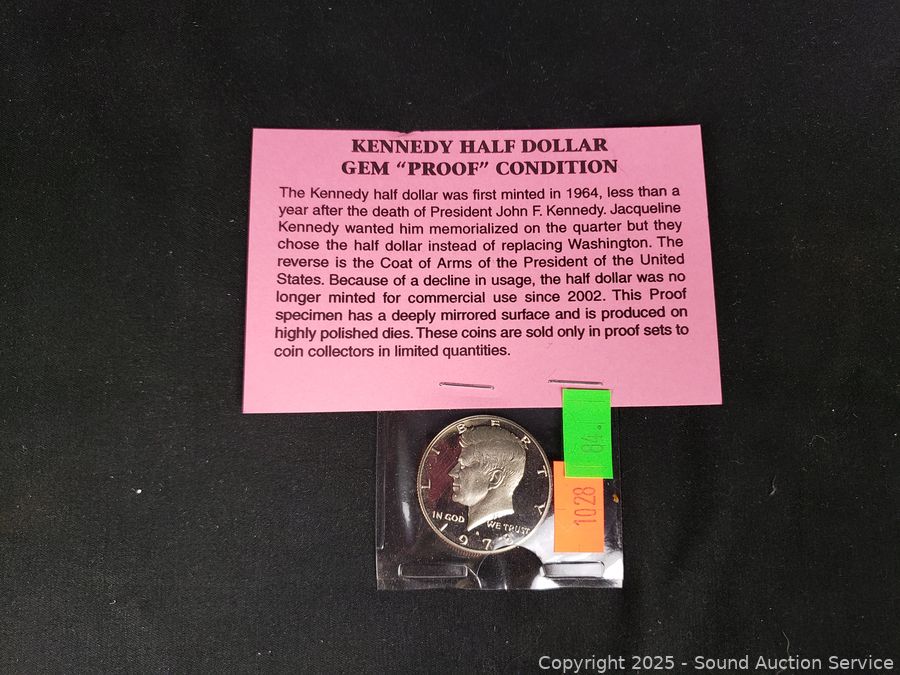 KENNEDY HALF DOLLAR
GEM “PROOF” CONDITION
The Kennedy half dollar was first minted in 1964, less than a
year after the death of President John F. Kennedy. Jacqueline
Kennedy wanted him memorialized on the quarter but they
chose the half dollar instead of replacing Washington. The
reverse is the Coat of Arms of the President of the United
States. Because of a decline in usage, the half dollar was no
longer minted for commercial use since 2002. This Proof
specimen has a deeply mirrored surface and is produced on
highly polished dies. These coins are sold only in proof sets to
coin collectors in limited quantities.
LIBERTY
IN GOD WE TRUST
1028
Copyright © 2025 - Sound Auction Service